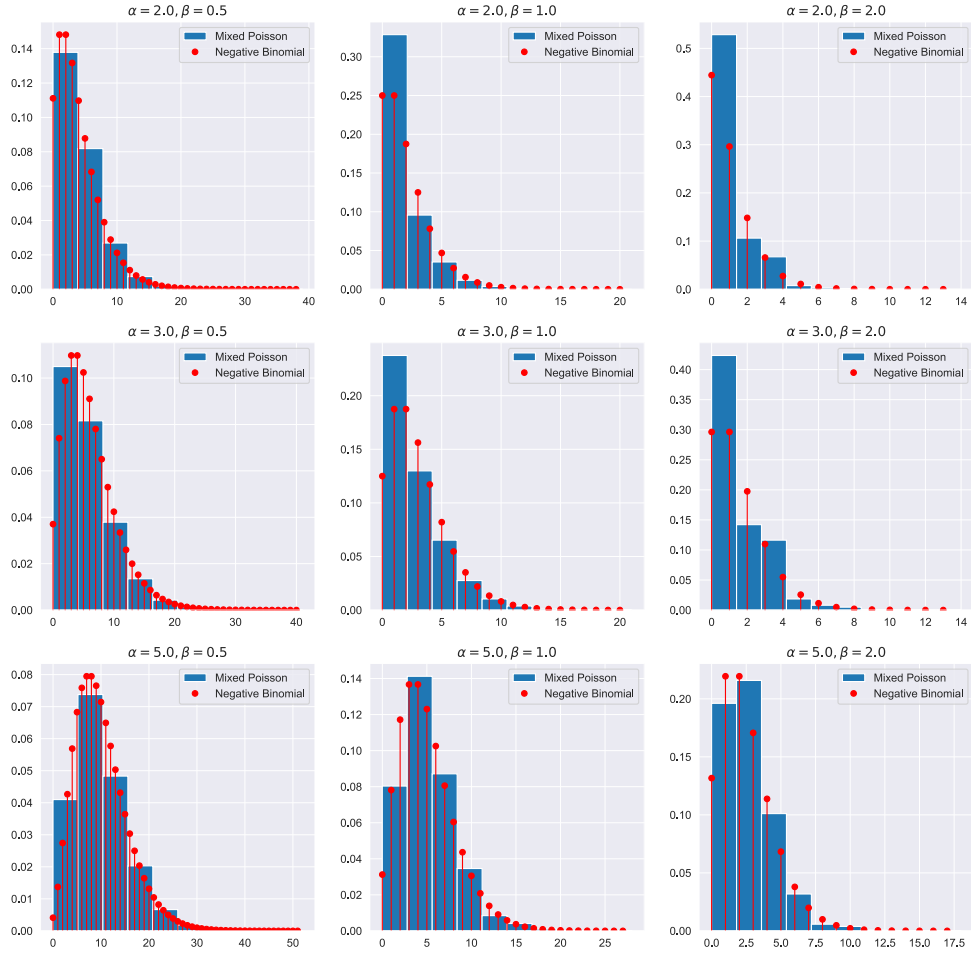 α = 2.0, β = 0.5
0.14
0.12
0.10
0.08
0.06
0.04
0.02
0.00
Mixed Poisson
Negative Binomial
0 10 20 30 40
α = 2.0, β = 1.0
0.30
0.25
0.20
0.15
0.10
0.05
0.00
Mixed Poisson
Negative Binomial
0 5 10 15 20
α = 2.0, β = 2.0
0.5
0.4
0.3
0.2
0.1
0.0
Mixed Poisson
Negative Binomial
0 2 4 6 8 10 12 14
α = 3.0, β = 0.5
0.10
0.08
0.06
0.04
0.02
0.00
Mixed Poisson
Negative Binomial
0 10 20 30 40
α = 3.0, β = 1.0
0.20
0.15
0.10
0.05
0.00
Mixed Poisson
Negative Binomial
0 5 10 15 20
α = 3.0, β = 2.0
0.40
0.35
0.30
0.25
0.20
0.15
0.10
0.05
0.00
Mixed Poisson
Negative Binomial
0 2 4 6 8 10 12 14
α = 5.0, β = 0.5
0.08
0.07
0.06
0.05
0.04
0.03
0.02
0.01
0.00
Mixed Poisson
Negative Binomial
0 10 20 30 40 50
α = 5.0, β = 1.0
0.14
0.12
0.10
0.08
0.06
0.04
0.02
0.00
Mixed Poisson
Negative Binomial
0 5 10 15 20 25
α = 5.0, β = 2.0
0.20
0.15
0.10
0.05
0.00
Mixed Poisson
Negative Binomial
0.0 2.5 5.0 7.5 10.0 12.5 15.0 17.5